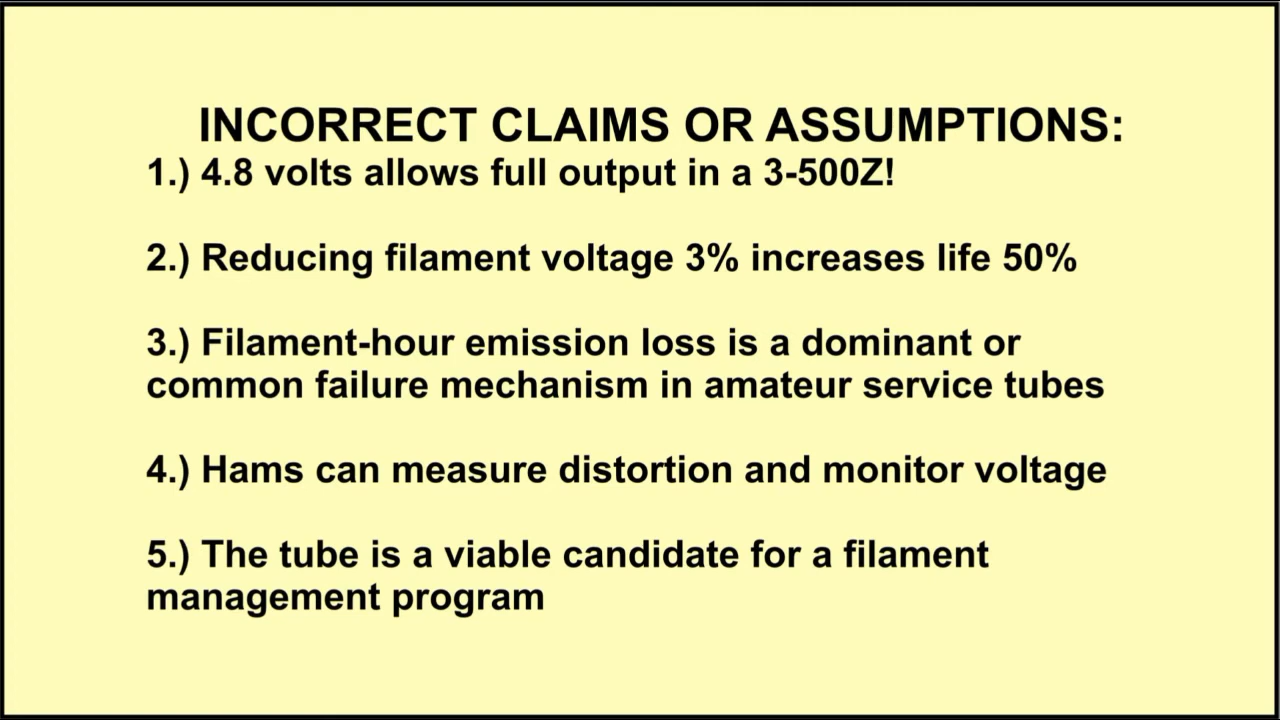 INCORRECT CLAIMS OR ASSUMPTIONS:
1.) 4.8 volts allows full output in a 3-500Z!
2.) Reducing filament voltage 3% increases life 50%
3.) Filament-hour emission loss is a dominant or
common failure mechanism in amateur service tubes
4.) Hams can measure distortion and monitor voltage
5.) The tube is a viable candidate for a filament
management program